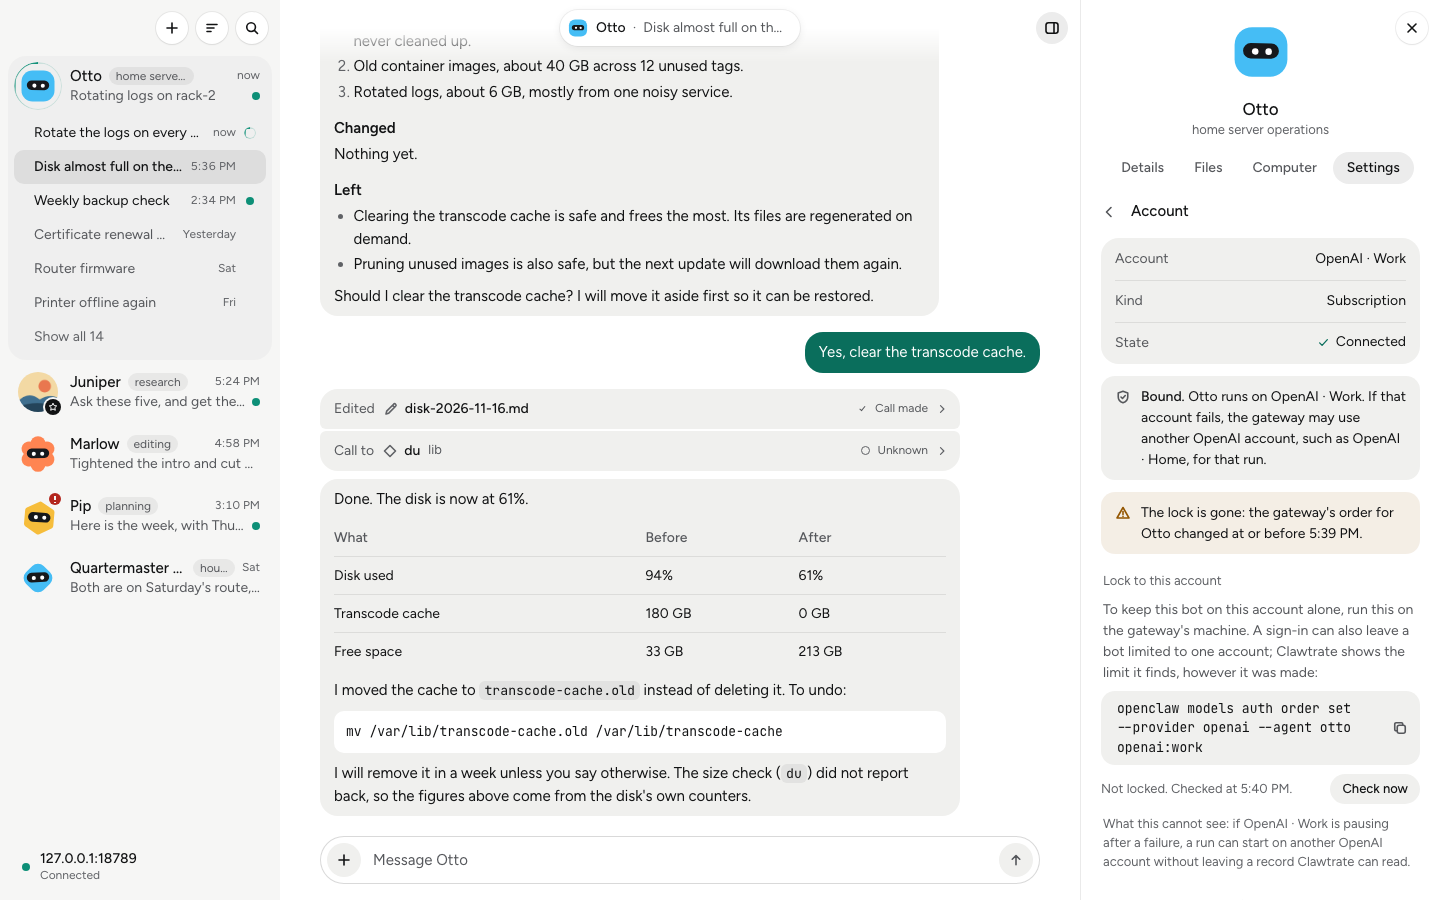 Otto home serve... now
Rotating logs on rack-2
Rotate the logs on every ... now
Disk almost full on the... 5:36 PM
Weekly backup check 2:34 PM
Certificate renewal ... Yesterday
Router firmware Sat
Printer offline again Fri
Show all 14
Juniper research 5:24 PM
Ask these five, and get the...
Marlow editing 4:58 PM
Tightened the intro and cut ...
Pip planning 3:10 PM
Here is the week, with Thu...
Quartermaster ... hou... Sat
Both are on Saturday's route,...
127.0.0.1:18789
Connected
Otto · Disk almost full on th...
never cleaned up.
2. Old container images, about 40 GB across 12 unused tags.
3. Rotated logs, about 6 GB, mostly from one noisy service.
Changed
Nothing yet.
Left
• Clearing the transcode cache is safe and frees the most. Its files are regenerated on
demand.
• Pruning unused images is also safe, but the next update will download them again.
Should I clear the transcode cache? I will move it aside first so it can be restored.
Yes, clear the transcode cache.
Edited disk-2026-11-16.md Call made
Call to du lib Unknown
Done. The disk is now at 61%.
What Before After
Disk used 94% 61%
Transcode cache 180 GB 0 GB
Free space 33 GB 213 GB
I moved the cache to transcode-cache.old instead of deleting it. To undo:
mv /var/lib/transcode-cache.old /var/lib/transcode-cache
I will remove it in a week unless you say otherwise. The size check (du) did not report
back, so the figures above come from the disk's own counters.
Message Otto
Otto
home server operations
Details Files Computer Settings
Account
Account OpenAI · Work
Kind Subscription
State Connected
Bound. Otto runs on OpenAI · Work. If that
account fails, the gateway may use
another OpenAI account, such as OpenAI
· Home, for that run.
The lock is gone: the gateway's order for
Otto changed at or before 5:39 PM.
Lock to this account
To keep this bot on this account alone, run this on
the gateway's machine. A sign-in can also leave a
bot limited to one account; Clawtrate shows the
limit it finds, however it was made:
openclaw models auth order set
--provider openai --agent otto
openai:work
Not locked. Checked at 5:40 PM. Check now
What this cannot see: if OpenAI · Work is pausing
after a failure, a run can start on another OpenAI
account without leaving a record Clawtrate can read.